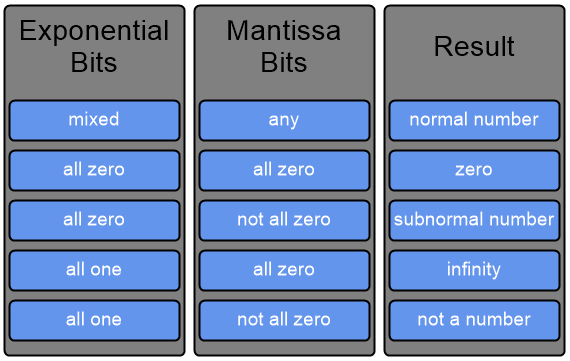 Exponential
Bits
Mantissa
Bits
Result
mixed
any
normal number
all zero
all zero
zero
all zero
not all zero
subnormal number
all one
all zero
infinity
all one
not all zero
not a number